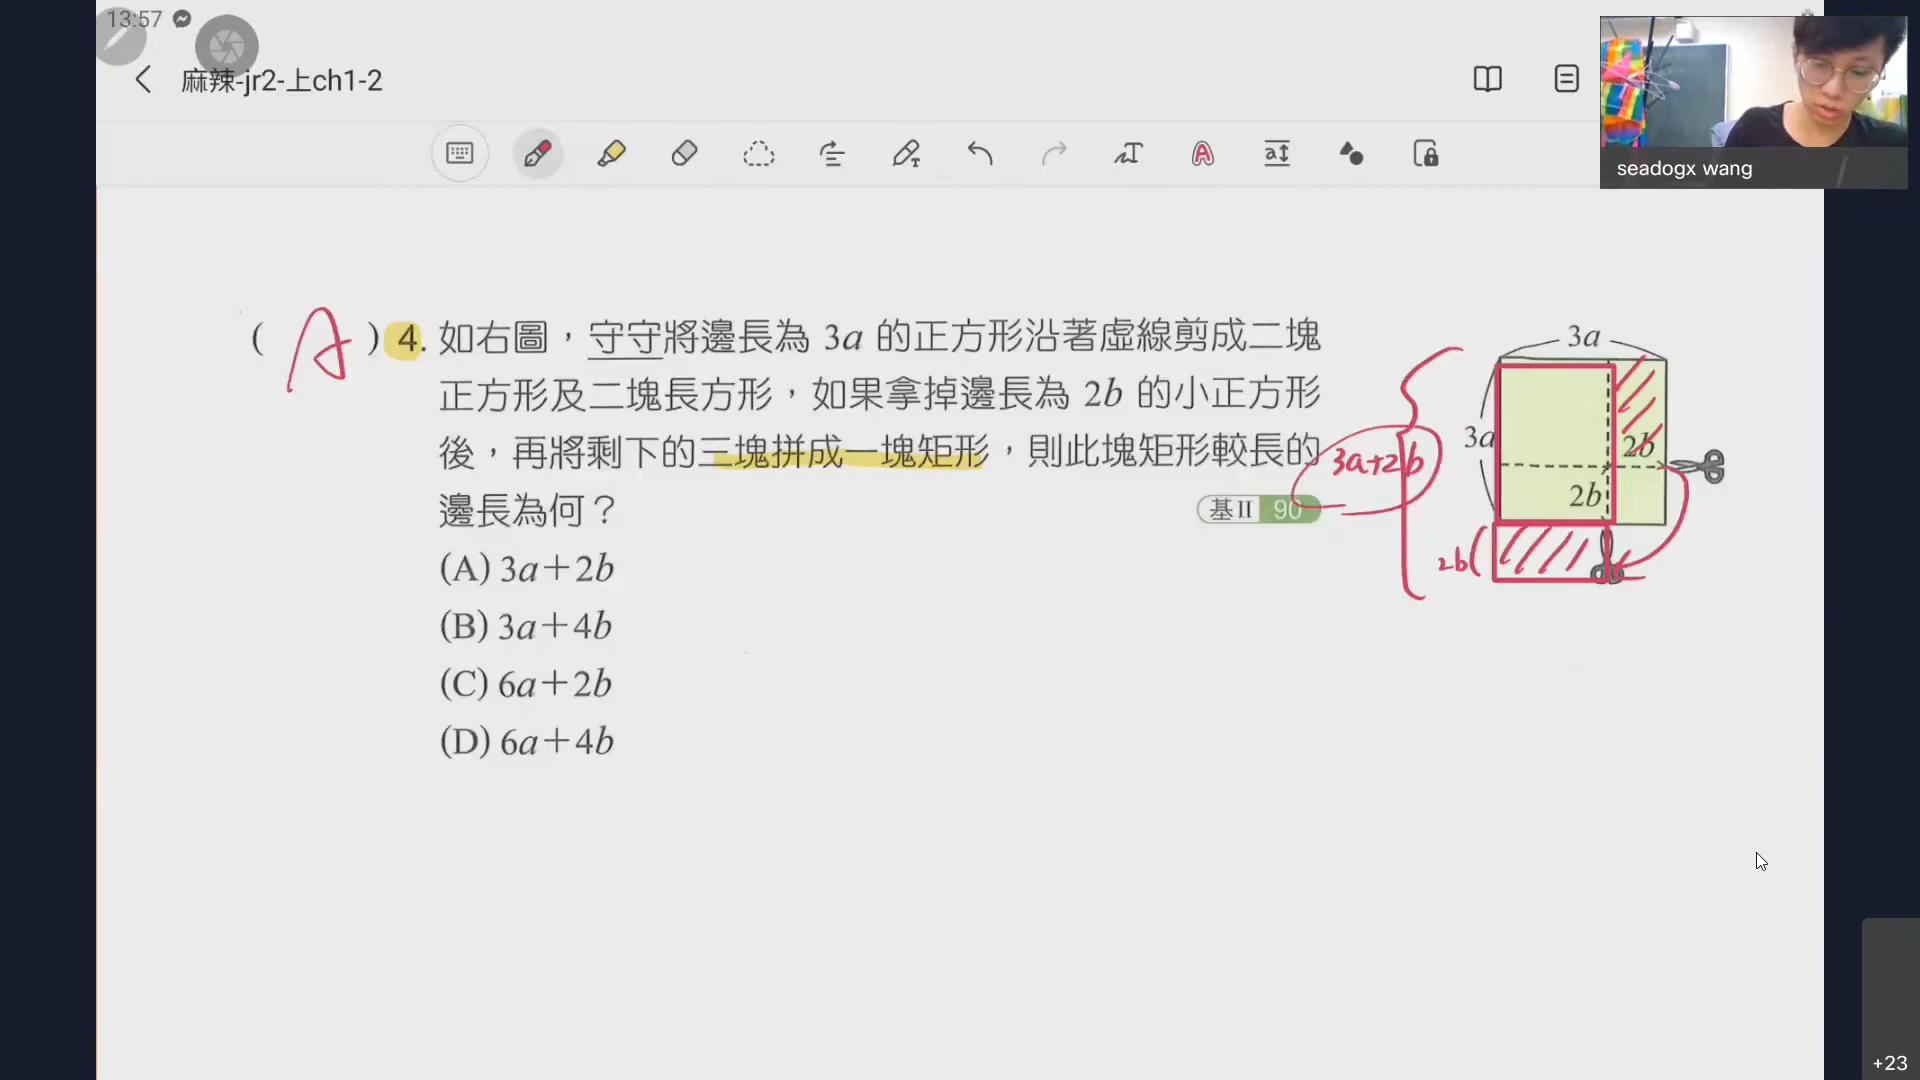 13:57
麻辣-jr2-上ch1-2
seadogx wang
( A ) 4. 如右圖，守守將邊長為 3a 的正方形沿著虛線剪成二塊
正方形及二塊長方形，如果拿掉邊長為 2b 的小正方形
後，再將剩下的三塊拼成一塊矩形，則此塊矩形較長的
邊長為何？
基II 90
(A) 3a＋2b
(B) 3a＋4b
(C) 6a＋2b
(D) 6a＋4b
3a
3a
2b
2b
3a+2b
2b
+23